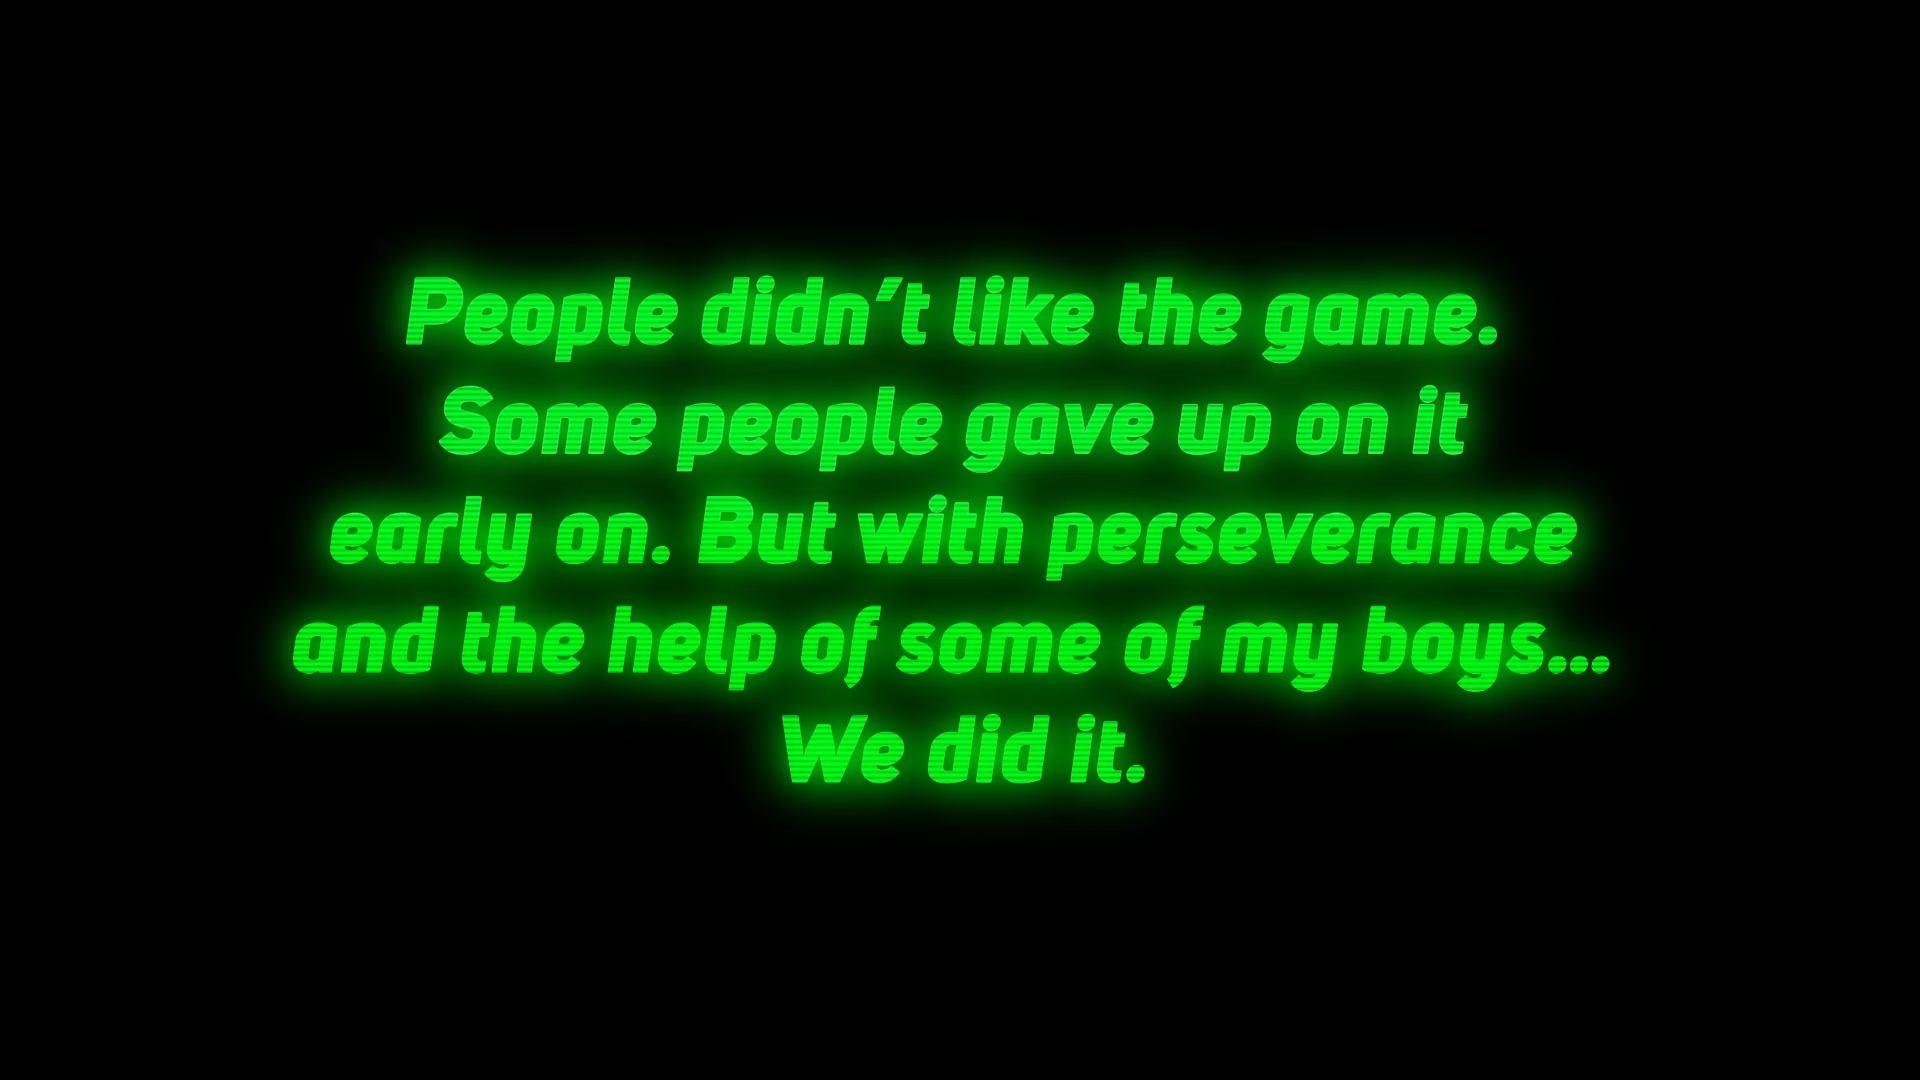 People didn’t like the game.
Some people gave up on it
early on. But with perseverance
and the help of some of my boys...
We did it.